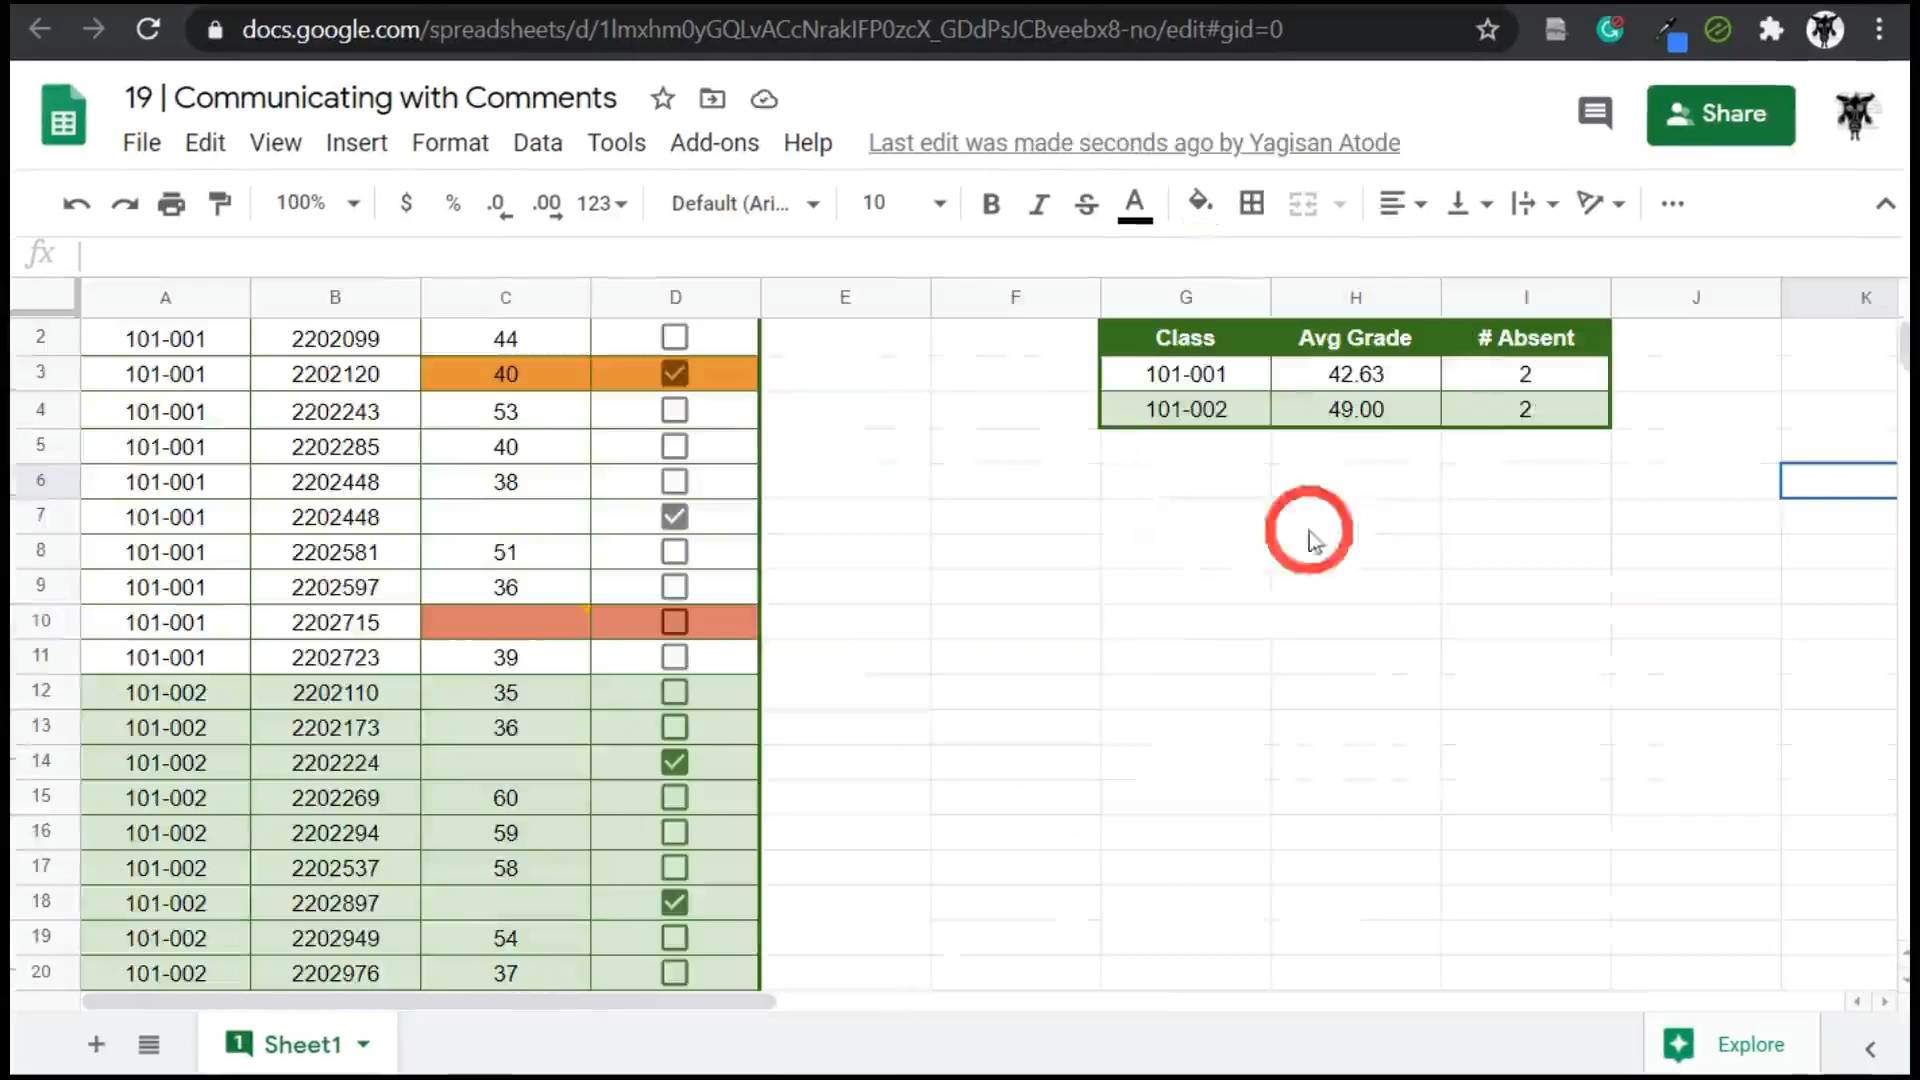 docs.google.com/spreadsheets/d/1lmxhm0yGQLvACcNraklFP0zcX_GDdPsJCBveebx8-no/edit#gid=0
19 | Communicating with Comments
Share
File Edit View Insert Format Data Tools Add-ons Help Last edit was made seconds ago by Yagisan Atode
100% $ % .0 .00 123 Default (Ari... 10 B I S A ...
fx
A B C D E F G H I J K
2 101-001 2202099 44 Class Avg Grade # Absent
3 101-001 2202120 40 101-001 42.63 2
4 101-001 2202243 53 101-002 49.00 2
5 101-001 2202285 40
6 101-001 2202448 38
7 101-001 2202448
8 101-001 2202581 51
9 101-001 2202597 36
10 101-001 2202715
11 101-001 2202723 39
12 101-002 2202110 35
13 101-002 2202173 36
14 101-002 2202224
15 101-002 2202269 60
16 101-002 2202294 59
17 101-002 2202537 58
18 101-002 2202897
19 101-002 2202949 54
20 101-002 2202976 37
1 Sheet1 Explore